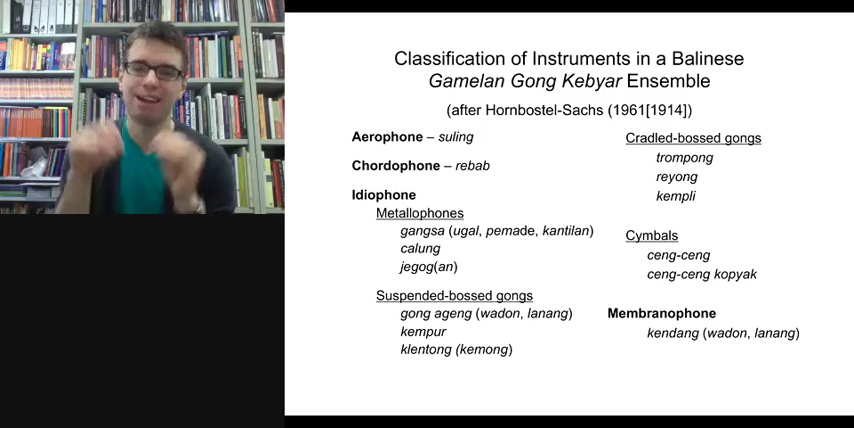 Classification of Instruments in a Balinese
Gamelan Gong Kebyar Ensemble
(after Hornbostel-Sachs (1961[1914])
Aerophone – suling
Chordophone – rebab
Idiophone
Metallophones
gangsa (ugal, pemade, kantilan)
calung
jegog(an)
Suspended-bossed gongs
gong ageng (wadon, lanang)
kempur
klentong (kemong)
Cradled-bossed gongs
trompong
reyong
kempli
Cymbals
ceng-ceng
ceng-ceng kopyak
Membranophone
kendang (wadon, lanang)